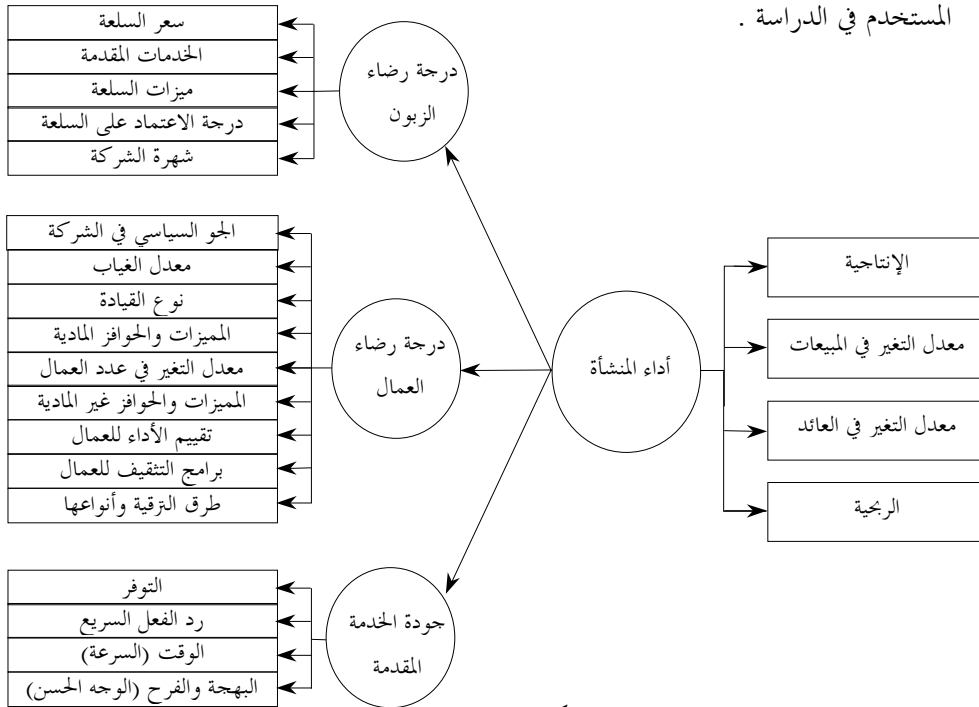 المستخدم في الدراسة .
الإنتاجية
معدل التغير في المبيعات
معدل التغير في العائد
الربحية
أداء المنشأة
درجة رضاء
الزبون
سعر السلعة
الخدمات المقدمة
ميزات السلعة
درجة الاعتماد على السلعة
شهرة الشركة
درجة رضاء
العمال
الجو السياسي في الشركة
معدل الغياب
نوع القيادة
المميزات والحوافز المادية
معدل التغير في عدد العمال
المميزات والحوافز غير المادية
تقييم الأداء للعمال
برامج التثقيف للعمال
طرق الترقية وأنواعها
جودة الخدمة
المقدمة
التوفر
رد الفعل السريع
الوقت (السرعة)
البهجة والفرح (الوجه الحسن)